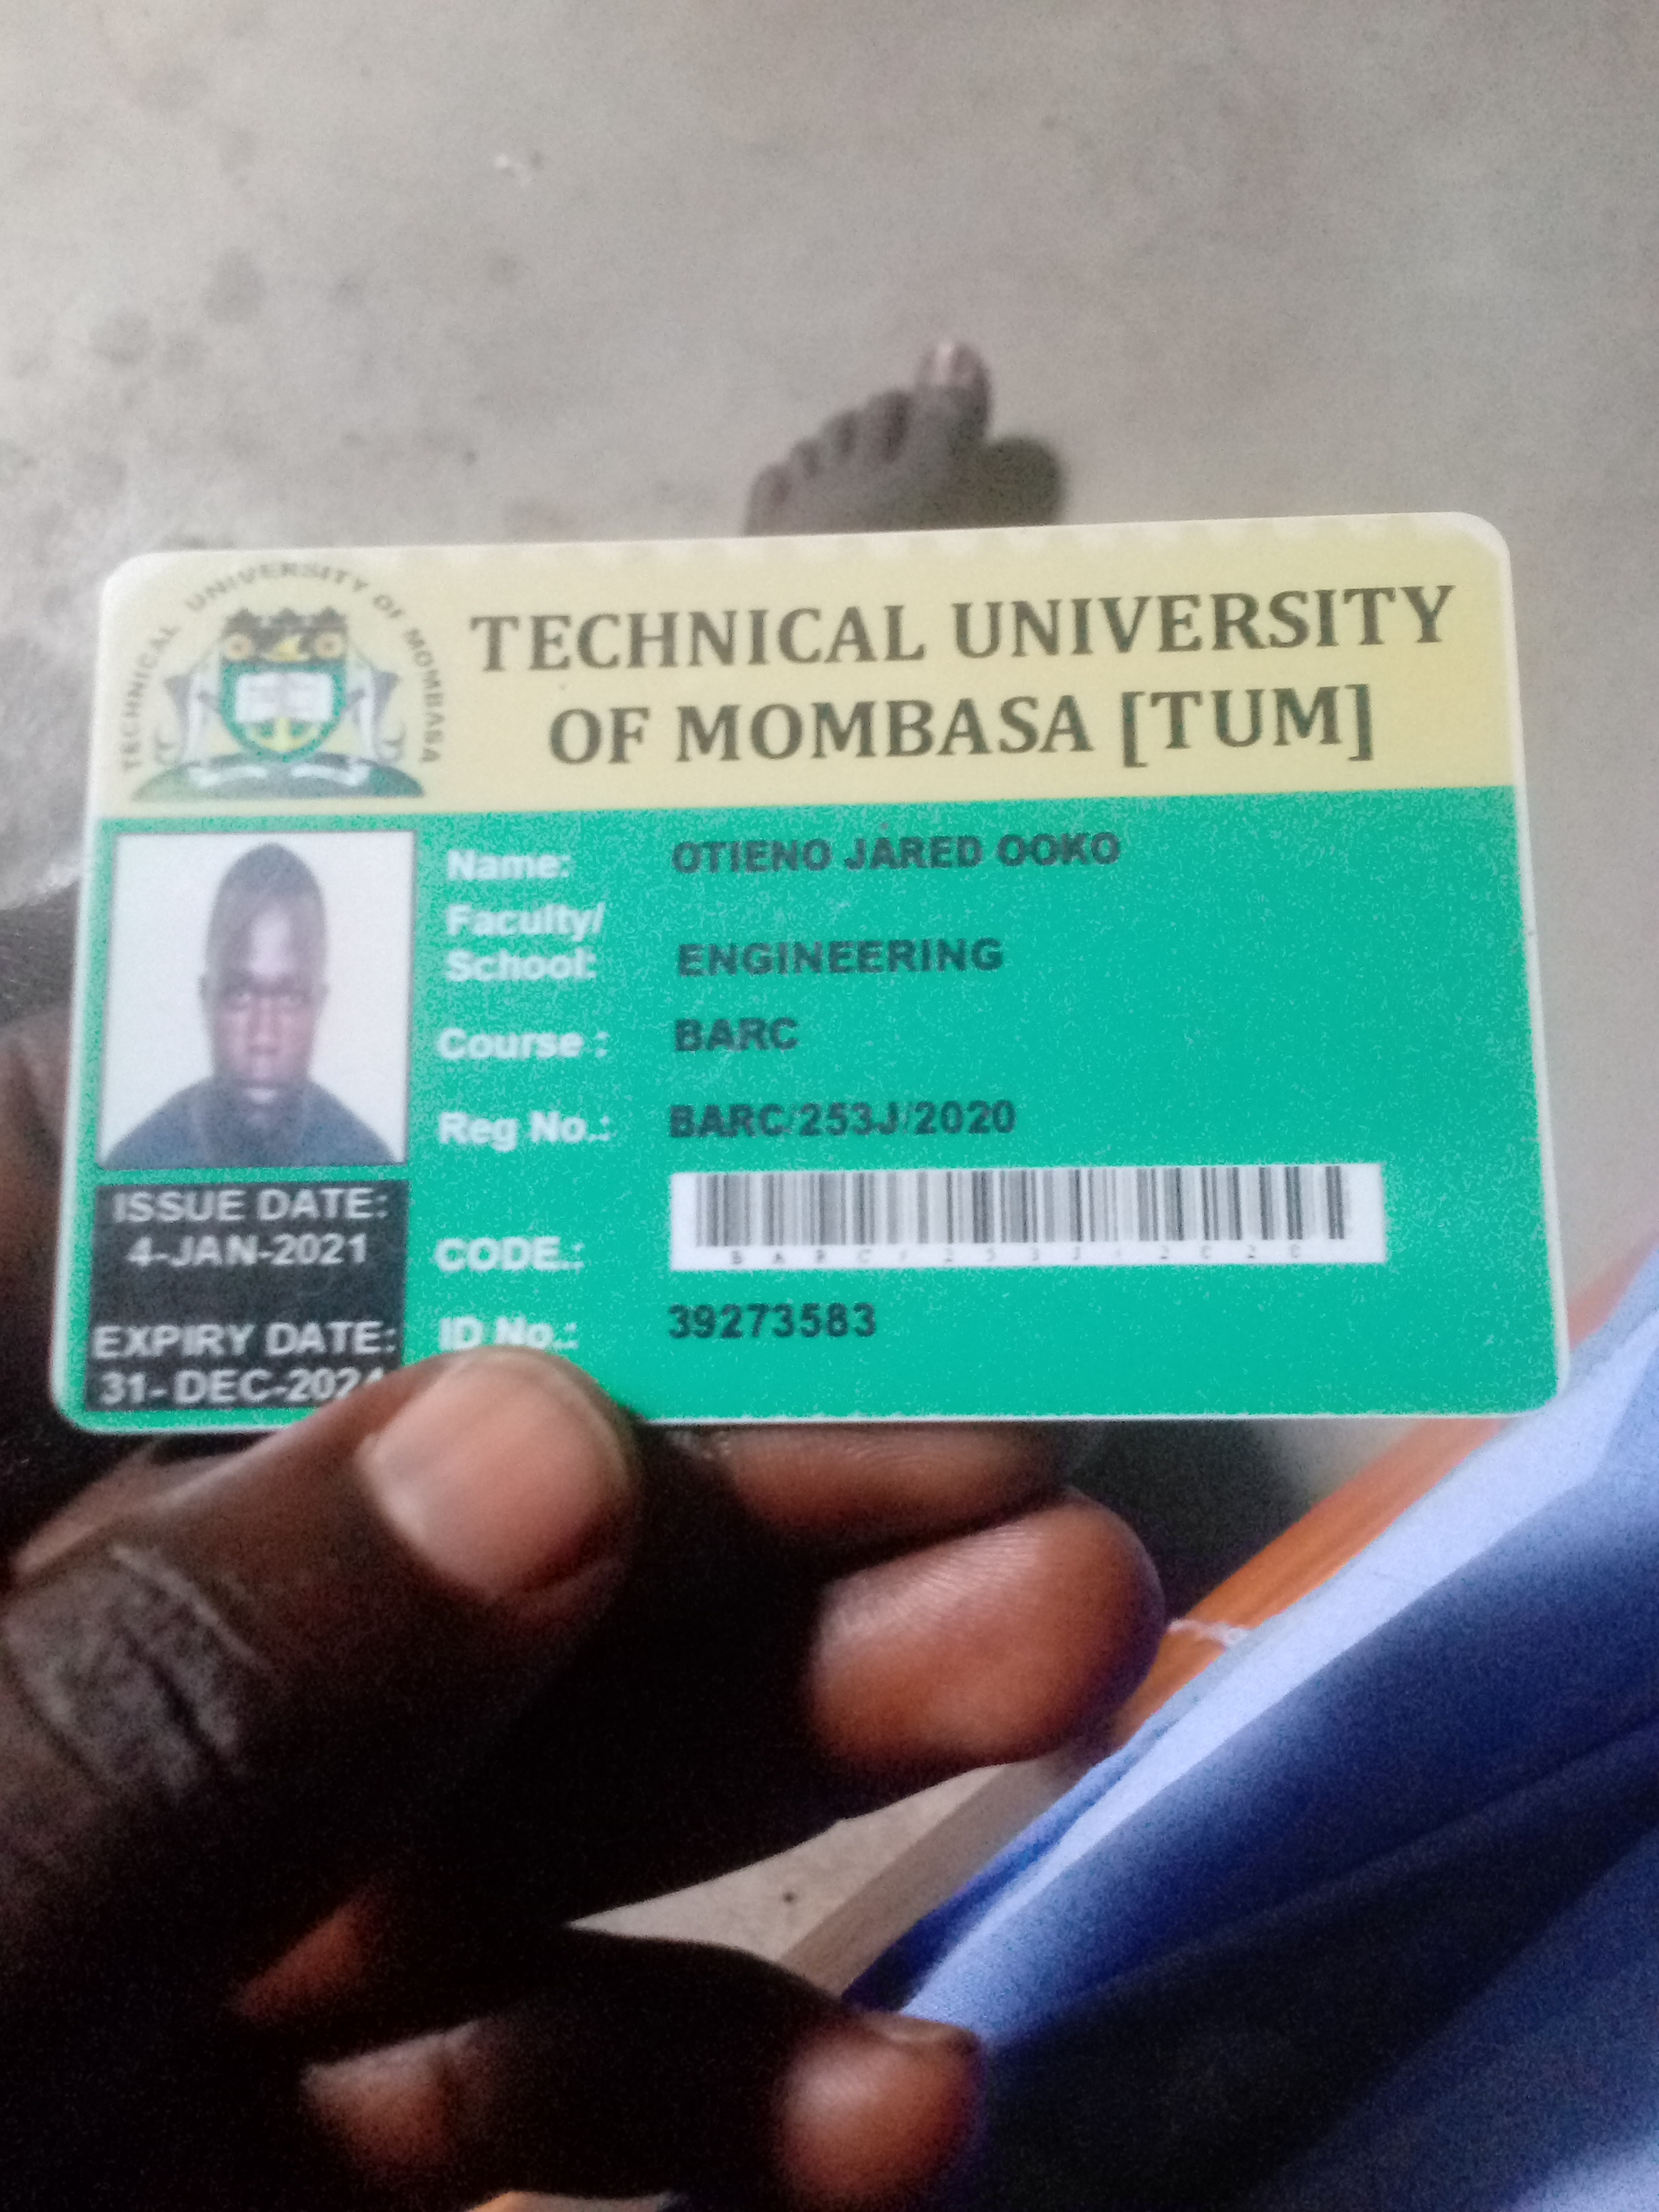 TECHNICAL UNIVERSITY OF MOMBASA
TECHNICAL UNIVERSITY
OF MOMBASA [TUM]
Name: OTIENO JARED OOKO
Faculty/
School: ENGINEERING
Course : BARC
Reg No.: BARC/253J/2020
ISSUE DATE:
4-JAN-2021
CODE.:
BARC/253J/2020
EXPIRY DATE:
31-DEC-2024
ID No.: 39273583